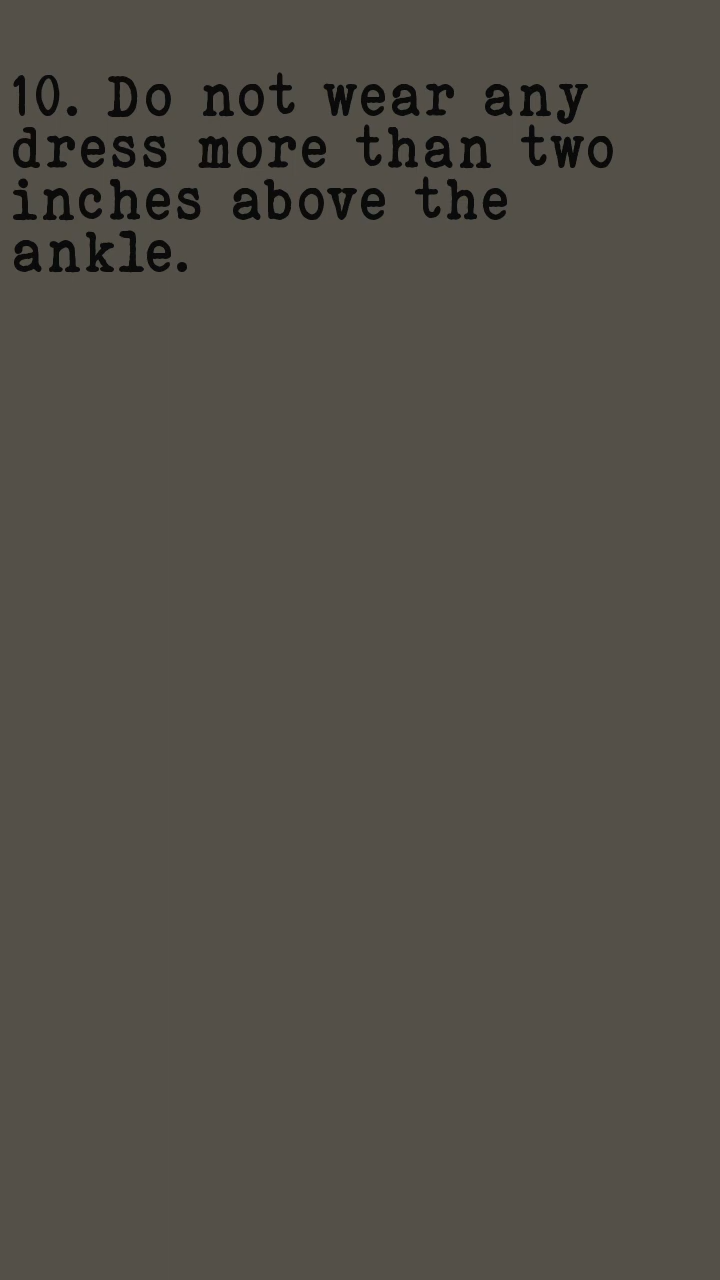 10. Do not wear any
dress more than two
inches above the
ankle.